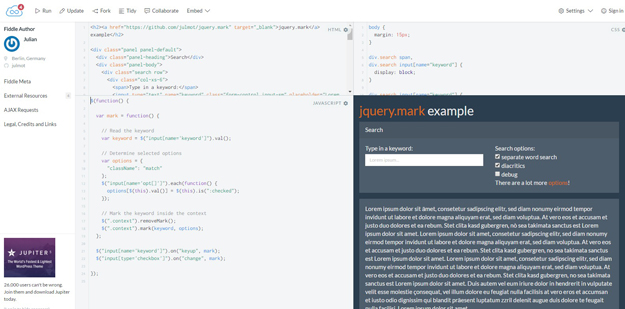 4
Run
Update
Fork
Tidy
Collaborate
Embed
Settings
Sign in
Fiddle Author
Julian
Berlin, Germany
julmot
Fiddle Meta
External Resources
AJAX Requests
Legal, Credits and Links
JUPITER
The World's Fastest & Lightest
WordPress Theme
26.000 users can't be wrong.
Join them and download Jupiter
today.
<h2><a href="https://github.com/julmot/jquery.mark" target="_blank">jquery.mark</a>
example</h2>
HTML
<div class="panel panel-default">
<div class="panel-heading">Search</div>
<div class="panel-body">
<div class="search row">
<div class="col-xs-6">
<span>Type in a keyword:</span>
$(function() {
JAVASCRIPT
var mark = function() {
// Read the keyword
var keyword = $("input[name='keyword']").val();
// Determine selected options
var options = {
"className": "match"
};
$("input[name='opt[]']").each(function() {
options[$(this).val()] = $(this).is(":checked");
});
// Mark the keyword inside the context
$(".context").removeMark();
$(".context").mark(keyword, options);
};
$("input[name='keyword']").on("keyup", mark);
$("input[type='checkbox']").on("change", mark);
});
body {
CSS
margin: 15px;
}
div.search span,
div.search input[name="keyword"] {
display: block;
}
div.search input[name="keyword"] {
jquery.mark example
Search
Type in a keyword:
Lorem ipsum...
Search options:
separate word search
diacritics
debug
There are a lot more options!
Lorem ipsum dolor sit âmet, consetetur sadipscing elitr, sed diam nonumy eirmod tempor
invidunt ut labore et dolore magna aliquyam erat, sed diam voluptua. At vero eos et accusam et
justo duo dolores et ea rebum. Stet clita kasd gubergren, nò sea takimata sanctus est Lorem
ipsum dolor sit amet. Lorem ipsum dolor sit amet, consetetur sadipscing elitr, sed diam
nonumy eirmod tempor invidunt ut labore et dolore magna aliquyam erat, sed diam voluptua.
At vero eos et accusam et justo duo dolores et ea rebum. Stet clita kasd gubergren, no sea
takimata sanctus est Lorem ipsum dolor sit amet. Lorem ipsum dolor sit amet, consetetur
sadipscing elitr, sed diam nonumy eirmod tempor invidunt ut labore et dolore magna aliquyam
erat, sed diam voluptua. At vero eos et accusam et justo duo dolores et ea rebum. Stet clita kasd
gubergren, no sea takimata
sanctus est Lorem ipsum dolor sit amet. Duis autem vel eum iriure dolor in hendrerit in vulputate
velit esse molestie consequat, vel illum dolore eu feugiat nulla facilisis at vero eros et accumsan
et iusto odio dignissim qui blandit praesent luptatum zzril delenit augue duis dolore te feugait